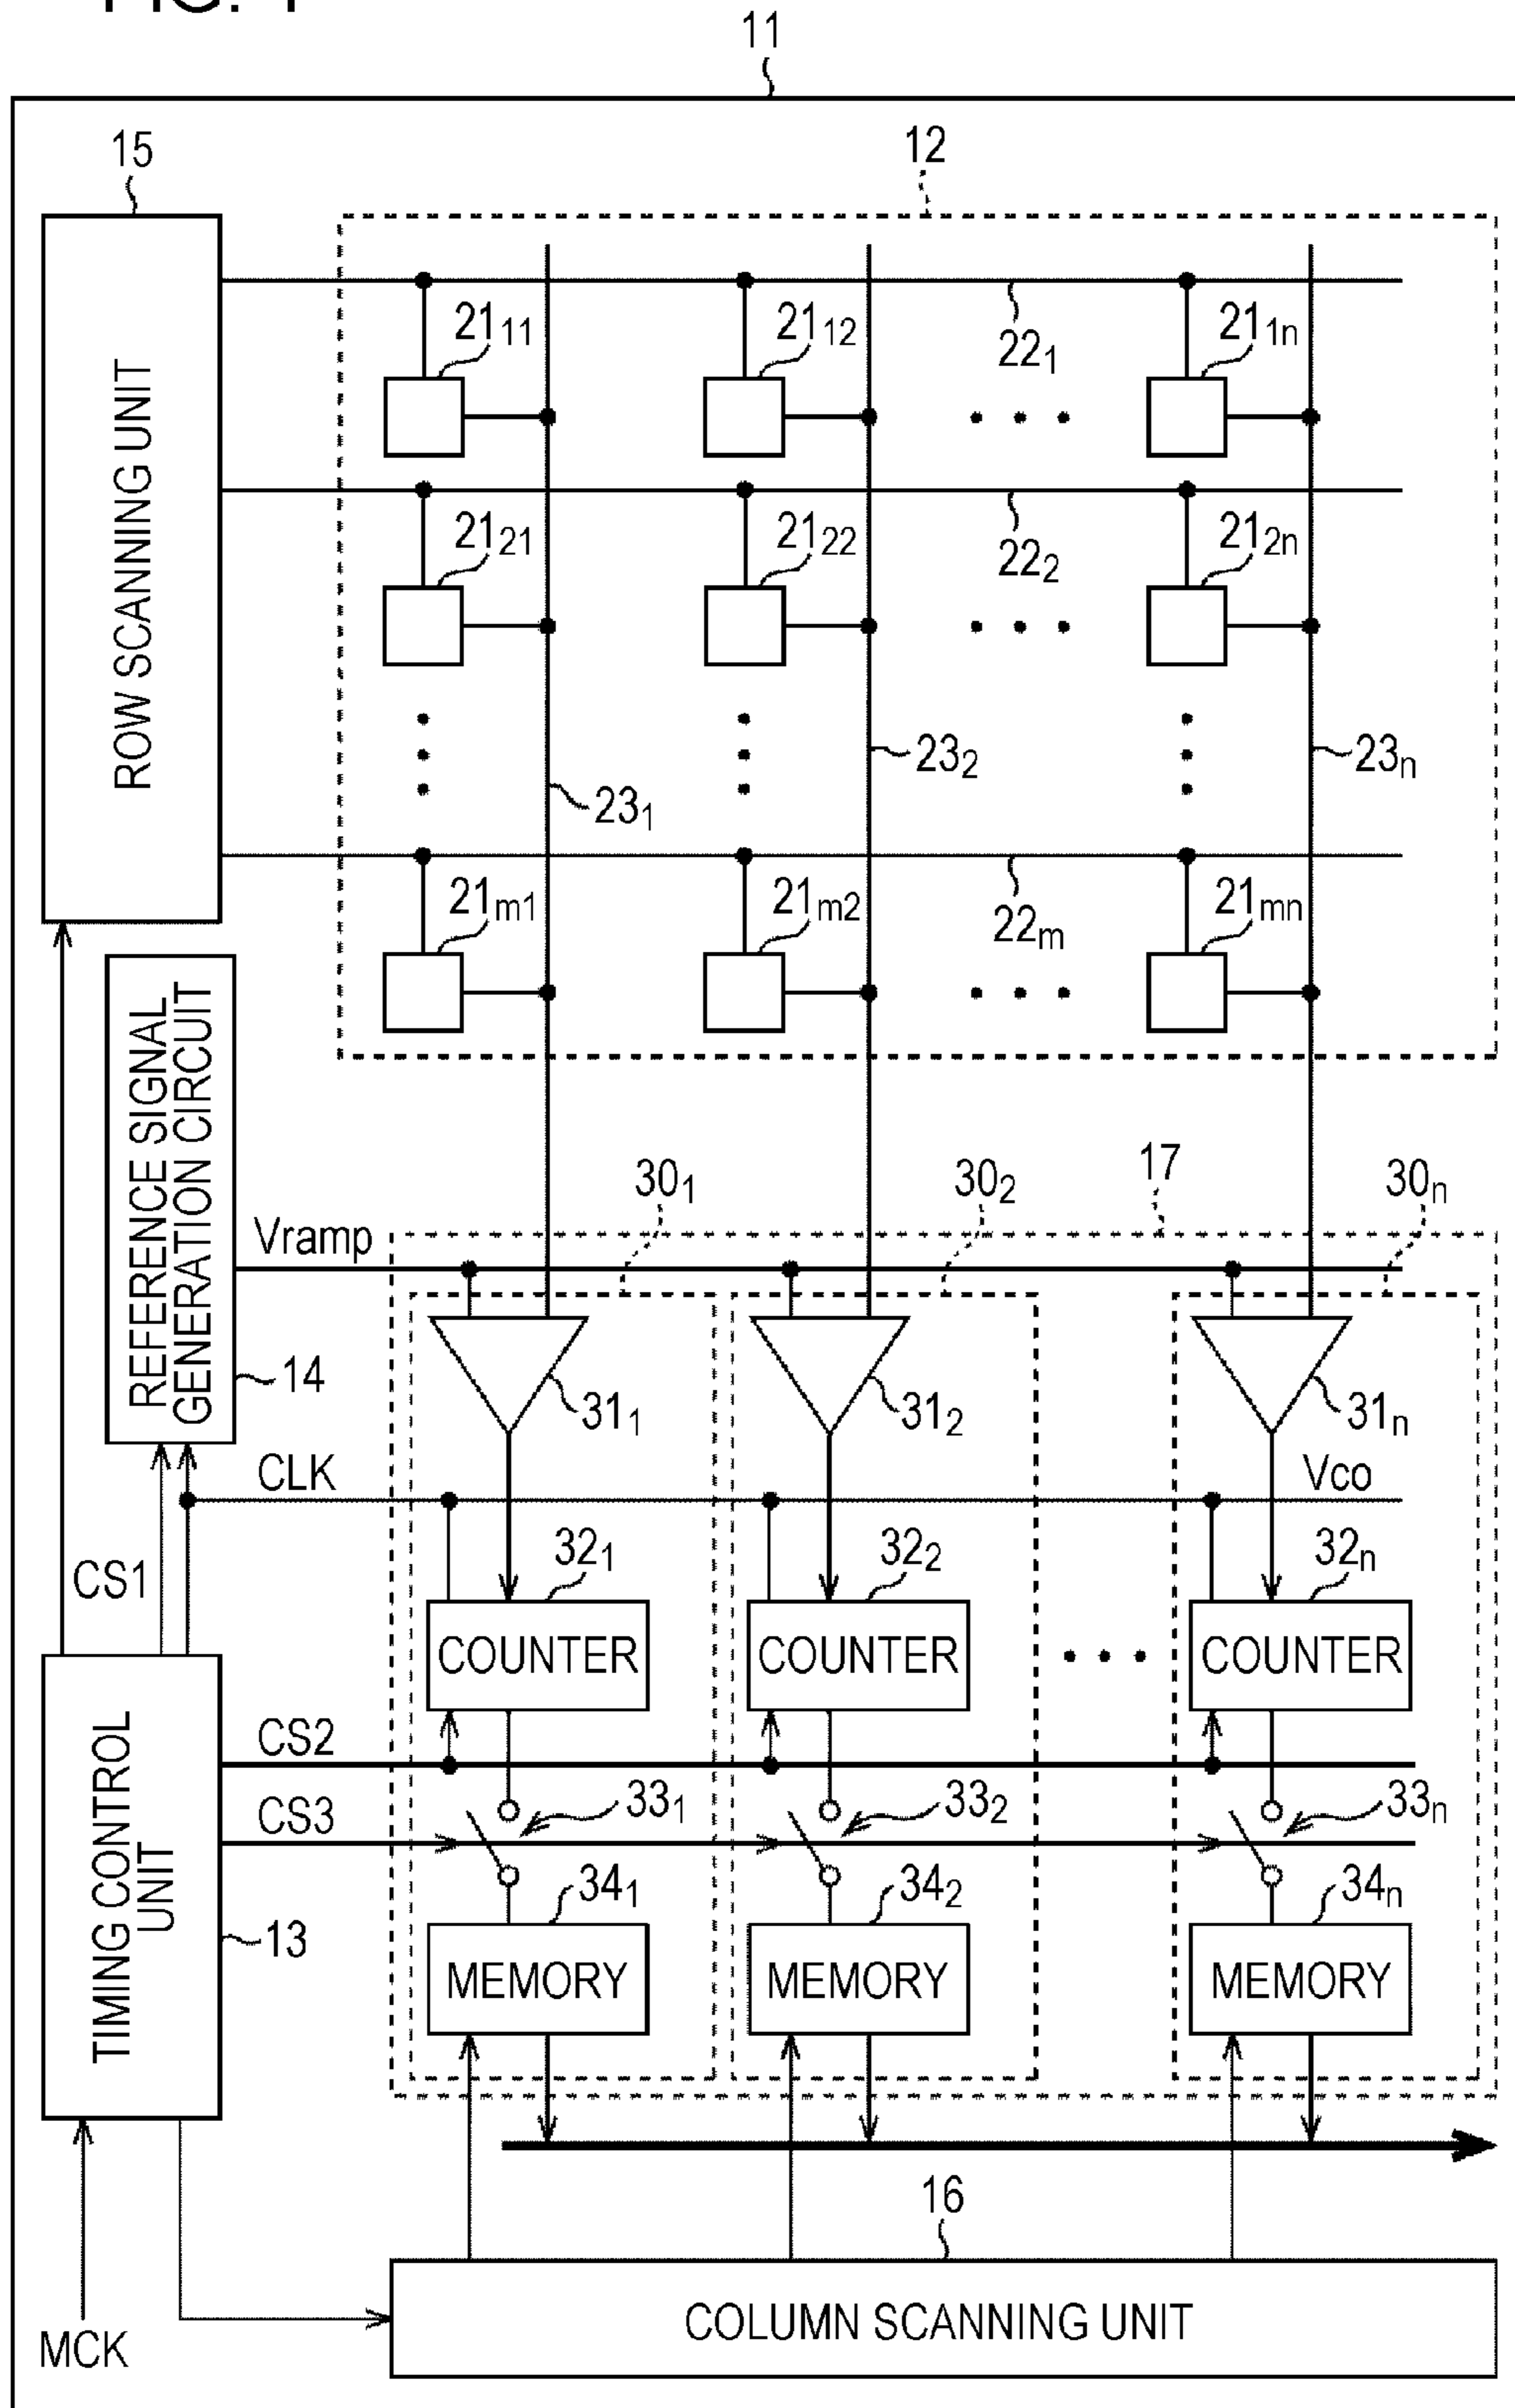 FIG. 1
11
15
12
ROW SCANNING UNIT
21₁₁
21₁₂
22₁
21₁ₙ
21₂₁
21₂₂
22₂
21₂ₙ
23₁
23₂
23ₙ
21ₘ₁
21ₘ₂
22ₘ
21ₘₙ
REFERENCE SIGNAL
GENERATION CIRCUIT
14
Vramp
30₁
30₂
17
30ₙ
31₁
31₂
31ₙ
CLK
Vco
CS1
32₁
32₂
32ₙ
COUNTER
COUNTER
COUNTER
TIMING CONTROL
UNIT
13
CS2
CS3
33₁
33₂
33ₙ
34₁
34₂
34ₙ
MEMORY
MEMORY
MEMORY
16
COLUMN SCANNING UNIT
MCK